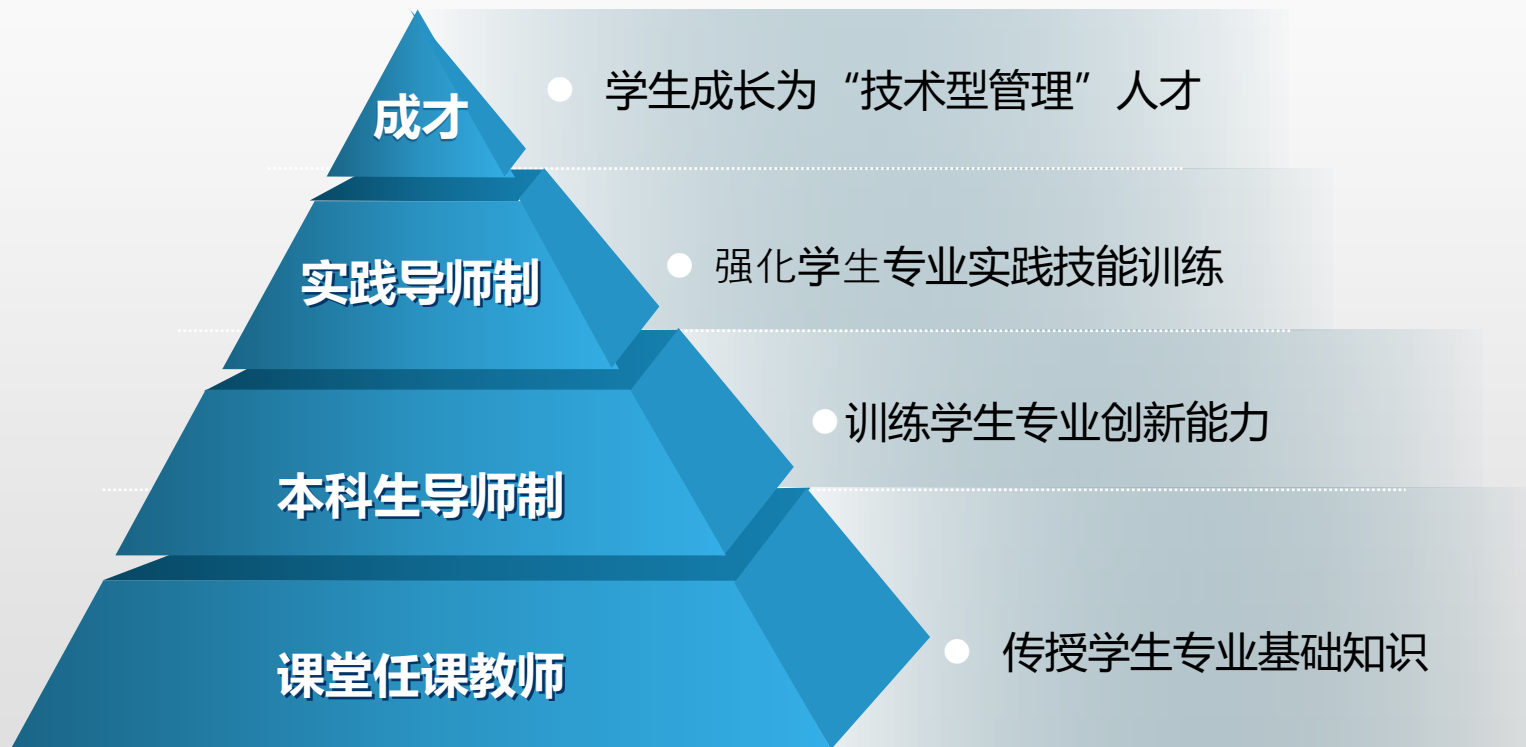 成才
学生成长为“技术型管理”人才
实践导师制
强化学生专业实践技能训练
本科生导师制
训练学生专业创新能力
课堂任课教师
传授学生专业基础知识